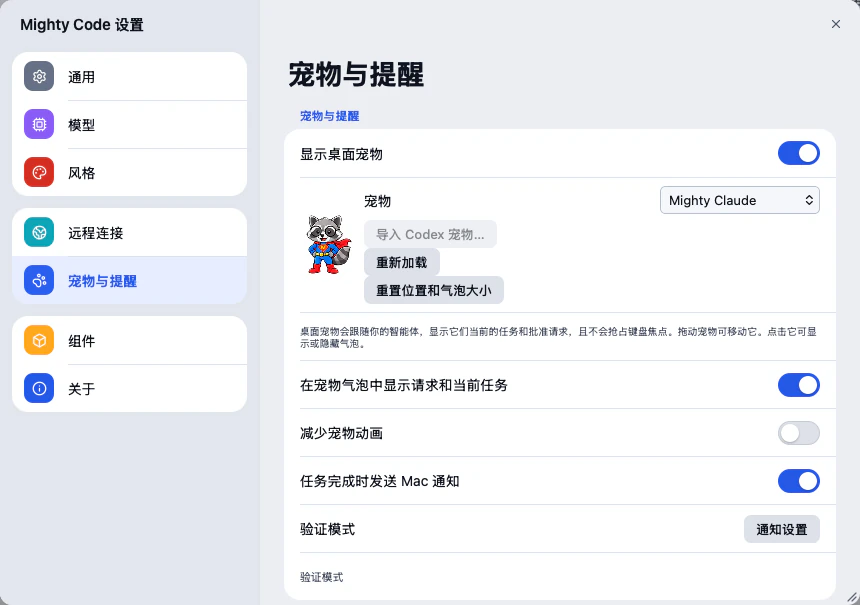 Mighty Code 设置
通用
模型
风格
远程连接
宠物与提醒
组件
关于
宠物与提醒
宠物与提醒
显示桌面宠物
宠物
Mighty Claude
导入 Codex 宠物...
重新加载
重置位置和气泡大小
桌面宠物会跟随你的智能体，显示它们当前的任务和批准请求，且不会抢占键盘焦点。拖动宠物可移动它。点击它可显
示或隐藏气泡。
在宠物气泡中显示请求和当前任务
减少宠物动画
任务完成时发送 Mac 通知
验证模式
通知设置
验证模式